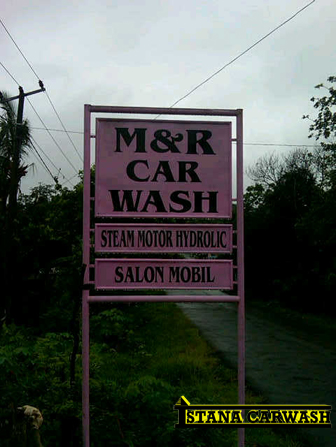 M&R
CAR
WASH
STEAM MOTOR HYDROLIC
SALON MOBIL
ISTANA CARWASH